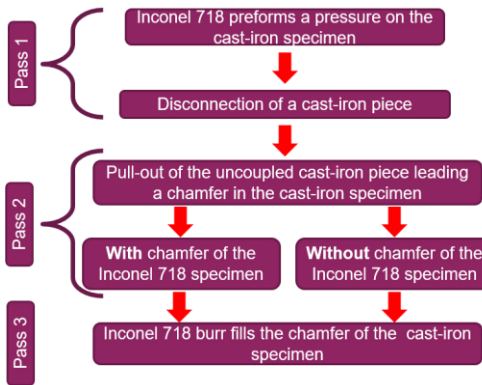 Pass 1
Inconel 718 preforms a pressure on the
cast-iron specimen
Disconnection of a cast-iron piece
Pass 2
Pull-out of the uncoupled cast-iron piece leading
a chamfer in the cast-iron specimen
With chamfer of the
Inconel 718 specimen
Without chamfer of the
Inconel 718 specimen
Pass 3
Inconel 718 burr fills the chamfer of the cast-iron
specimen